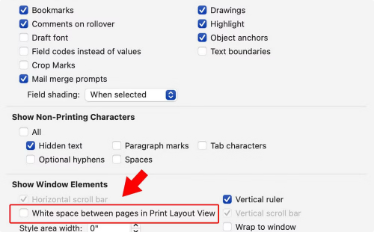 Bookmarks Drawings
Comments on rollover Highlight
Draft font Object anchors
Field codes instead of values Text boundaries
Crop Marks
Mail merge prompts
Field shading: When selected
Show Non-Printing Characters
All
Hidden text Paragraph marks Tab characters
Optional hyphens Spaces
Show Window Elements
Horizontal scroll bar Vertical ruler
White space between pages in Print Layout View Vertical scroll bar
Style area width: 0" Wrap to window